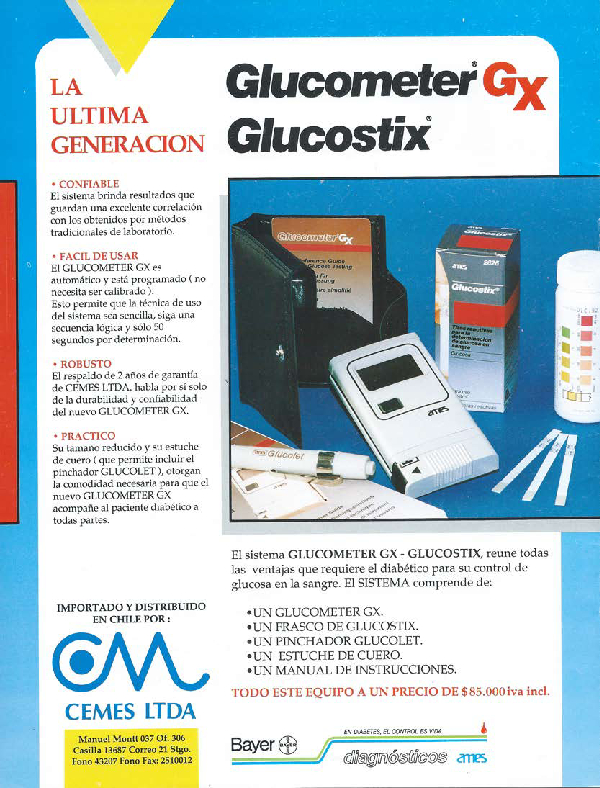 LA
ULTIMA
GENERACION
• CONFIABLE
El sistema brinda resultados que
guardan una excelente correlación
con los obtenidos por métodos
tradicionales de laboratorio.
• FACIL DE USAR
El GLUCOMETER GX es
automático y está programado ( no
necesita ser calibrado ).
Esto permite que la técnica de uso
del sistema sea sencilla, siga una
secuencia lógica y sólo 50
segundos por determinación.
• ROBUSTO
El respaldo de 2 años de garantía
de CEMES LTDA. habla por si solo
de la durabilidad y confiabilidad
del nuevo GLUCOMETER GX.
• PRACTICO
Su tamano reducido y su estuche
de cuero ( que permite incluir el
pinchador GLUCOLET ), otorgan
la comodidad necesaria para que el
nuevo GLUCOMETER GX
acompañe al paciente diabético a
todas partes.
IMPORTADO Y DISTRIBUIDO
EN CHILE POR :
CM
CEMES LTDA
Manuel Montt 037 Of. 306
Casilla 13687 Correo 21 Stgo.
Fono 43207 Fono Fax: 2510012
Glucometer® Gx
Glucostix®
Glucometer Gx
ames
Glucostix
ames
Glucolet
El sistema GLUCOMETER GX - GLUCOSTIX, reune todas
las ventajas que requiere el diabético para su control de
glucosa en la sangre. El SISTEMA comprende de:
•UN GLUCOMETER GX.
•UN FRASCO DE GLUCOSTIX.
•UN PINCHADOR GLUCOLET.
•UN ESTUCHE DE CUERO.
•UN MANUAL DE INSTRUCCIONES.
TODO ESTE EQUIPO A UN PRECIO DE $85.000 iva incl.
Bayer BAYER
EN DIABETES, EL CONTROL ES VIDA
diagnósticos ames